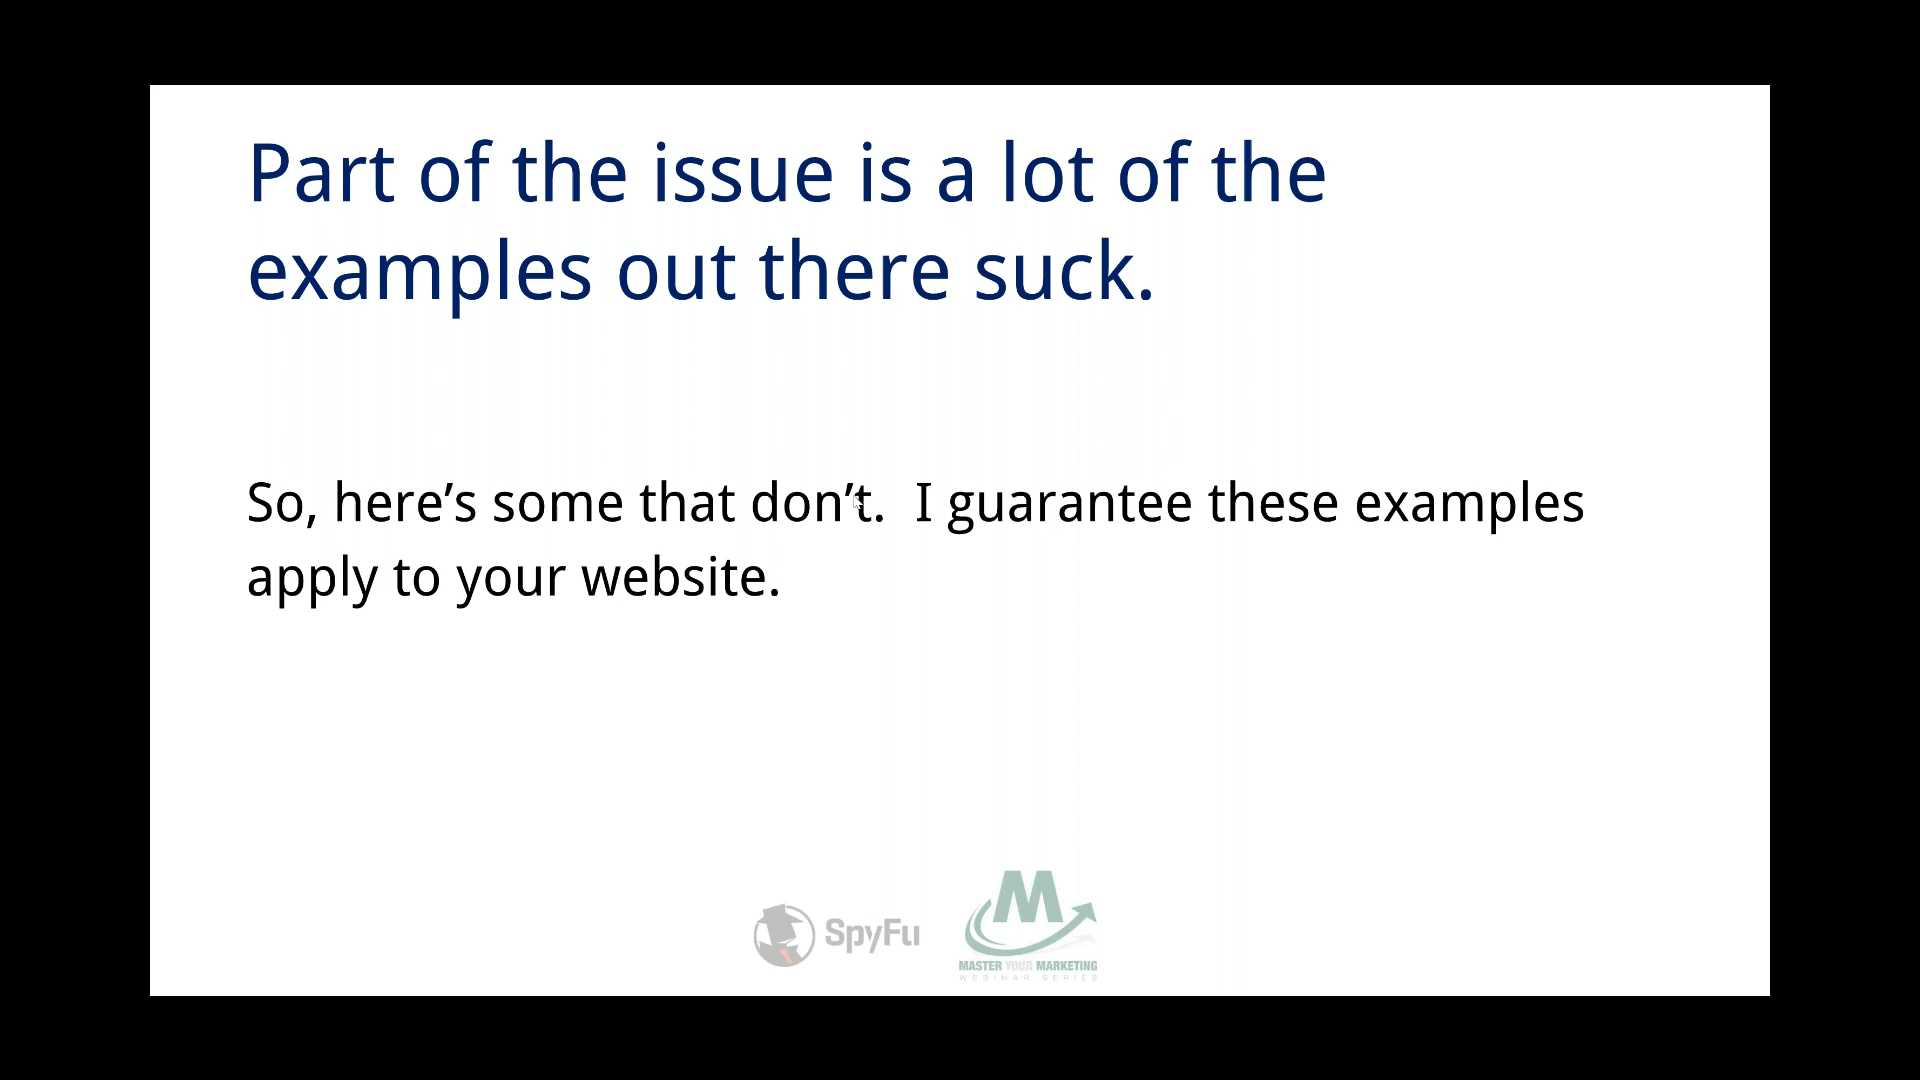 Part of the issue is a lot of the
examples out there suck.
So, here’s some that don’t.  I guarantee these examples
apply to your website.
SpyFu
M
MASTER YOUR MARKETING
WEBINAR SERIES